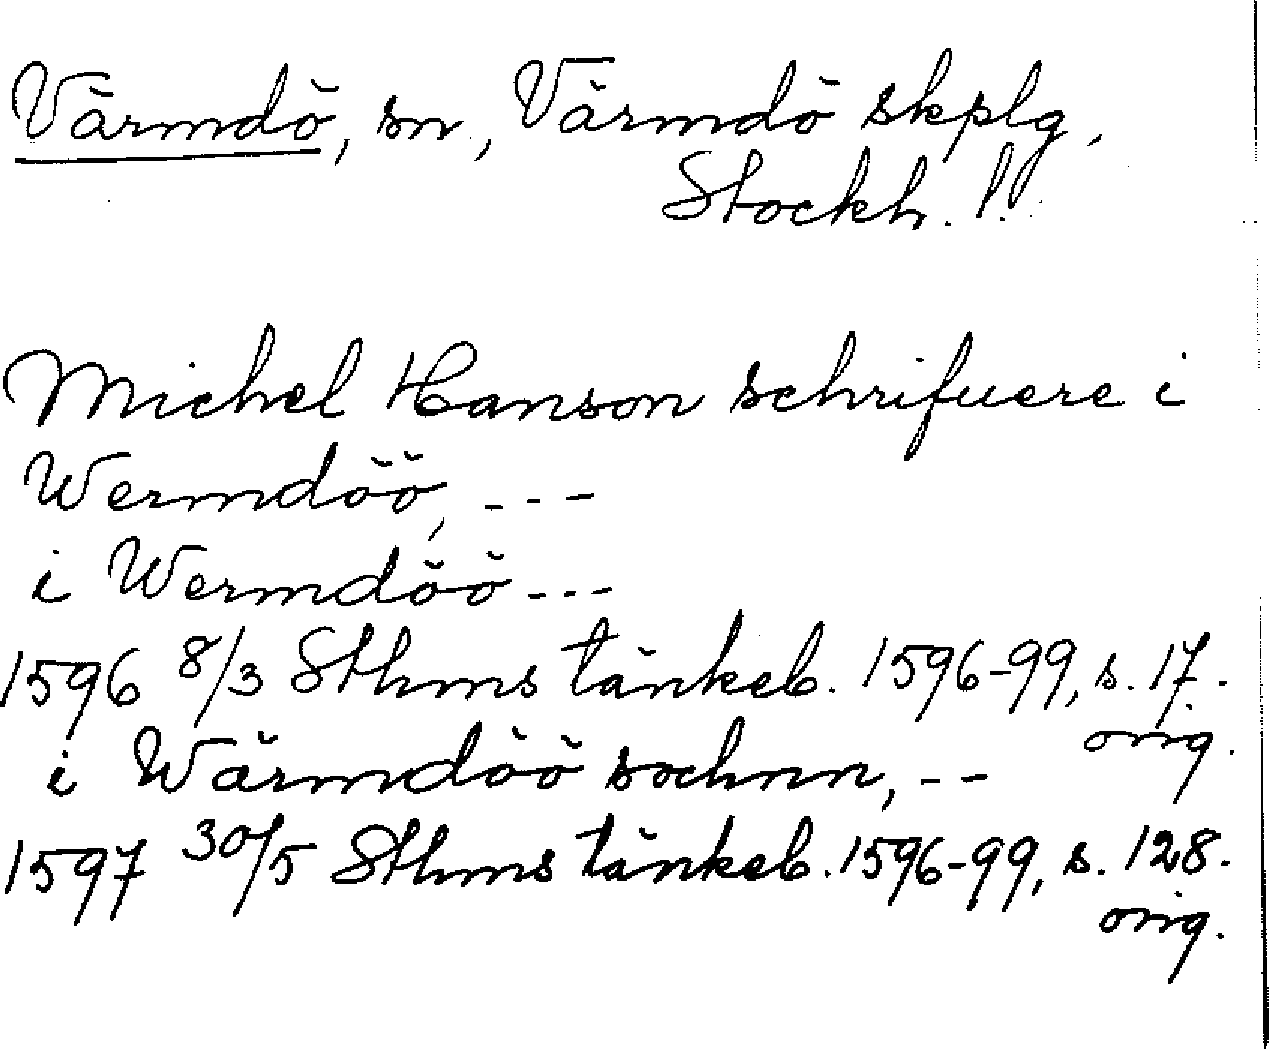 Värmdö, sn, Värmdö skplg,
Stockh. l.
Michel Hanson schrifuere i
Wermdöö, ---
i Wermdöö ---
1596 8/3 Sthms tänkeb. 1596-99, s. 17.
orig.
i Wärmdöö sochnn, --
1597 30/5 Sthms tänkeb. 1596-99, s. 128.
orig.